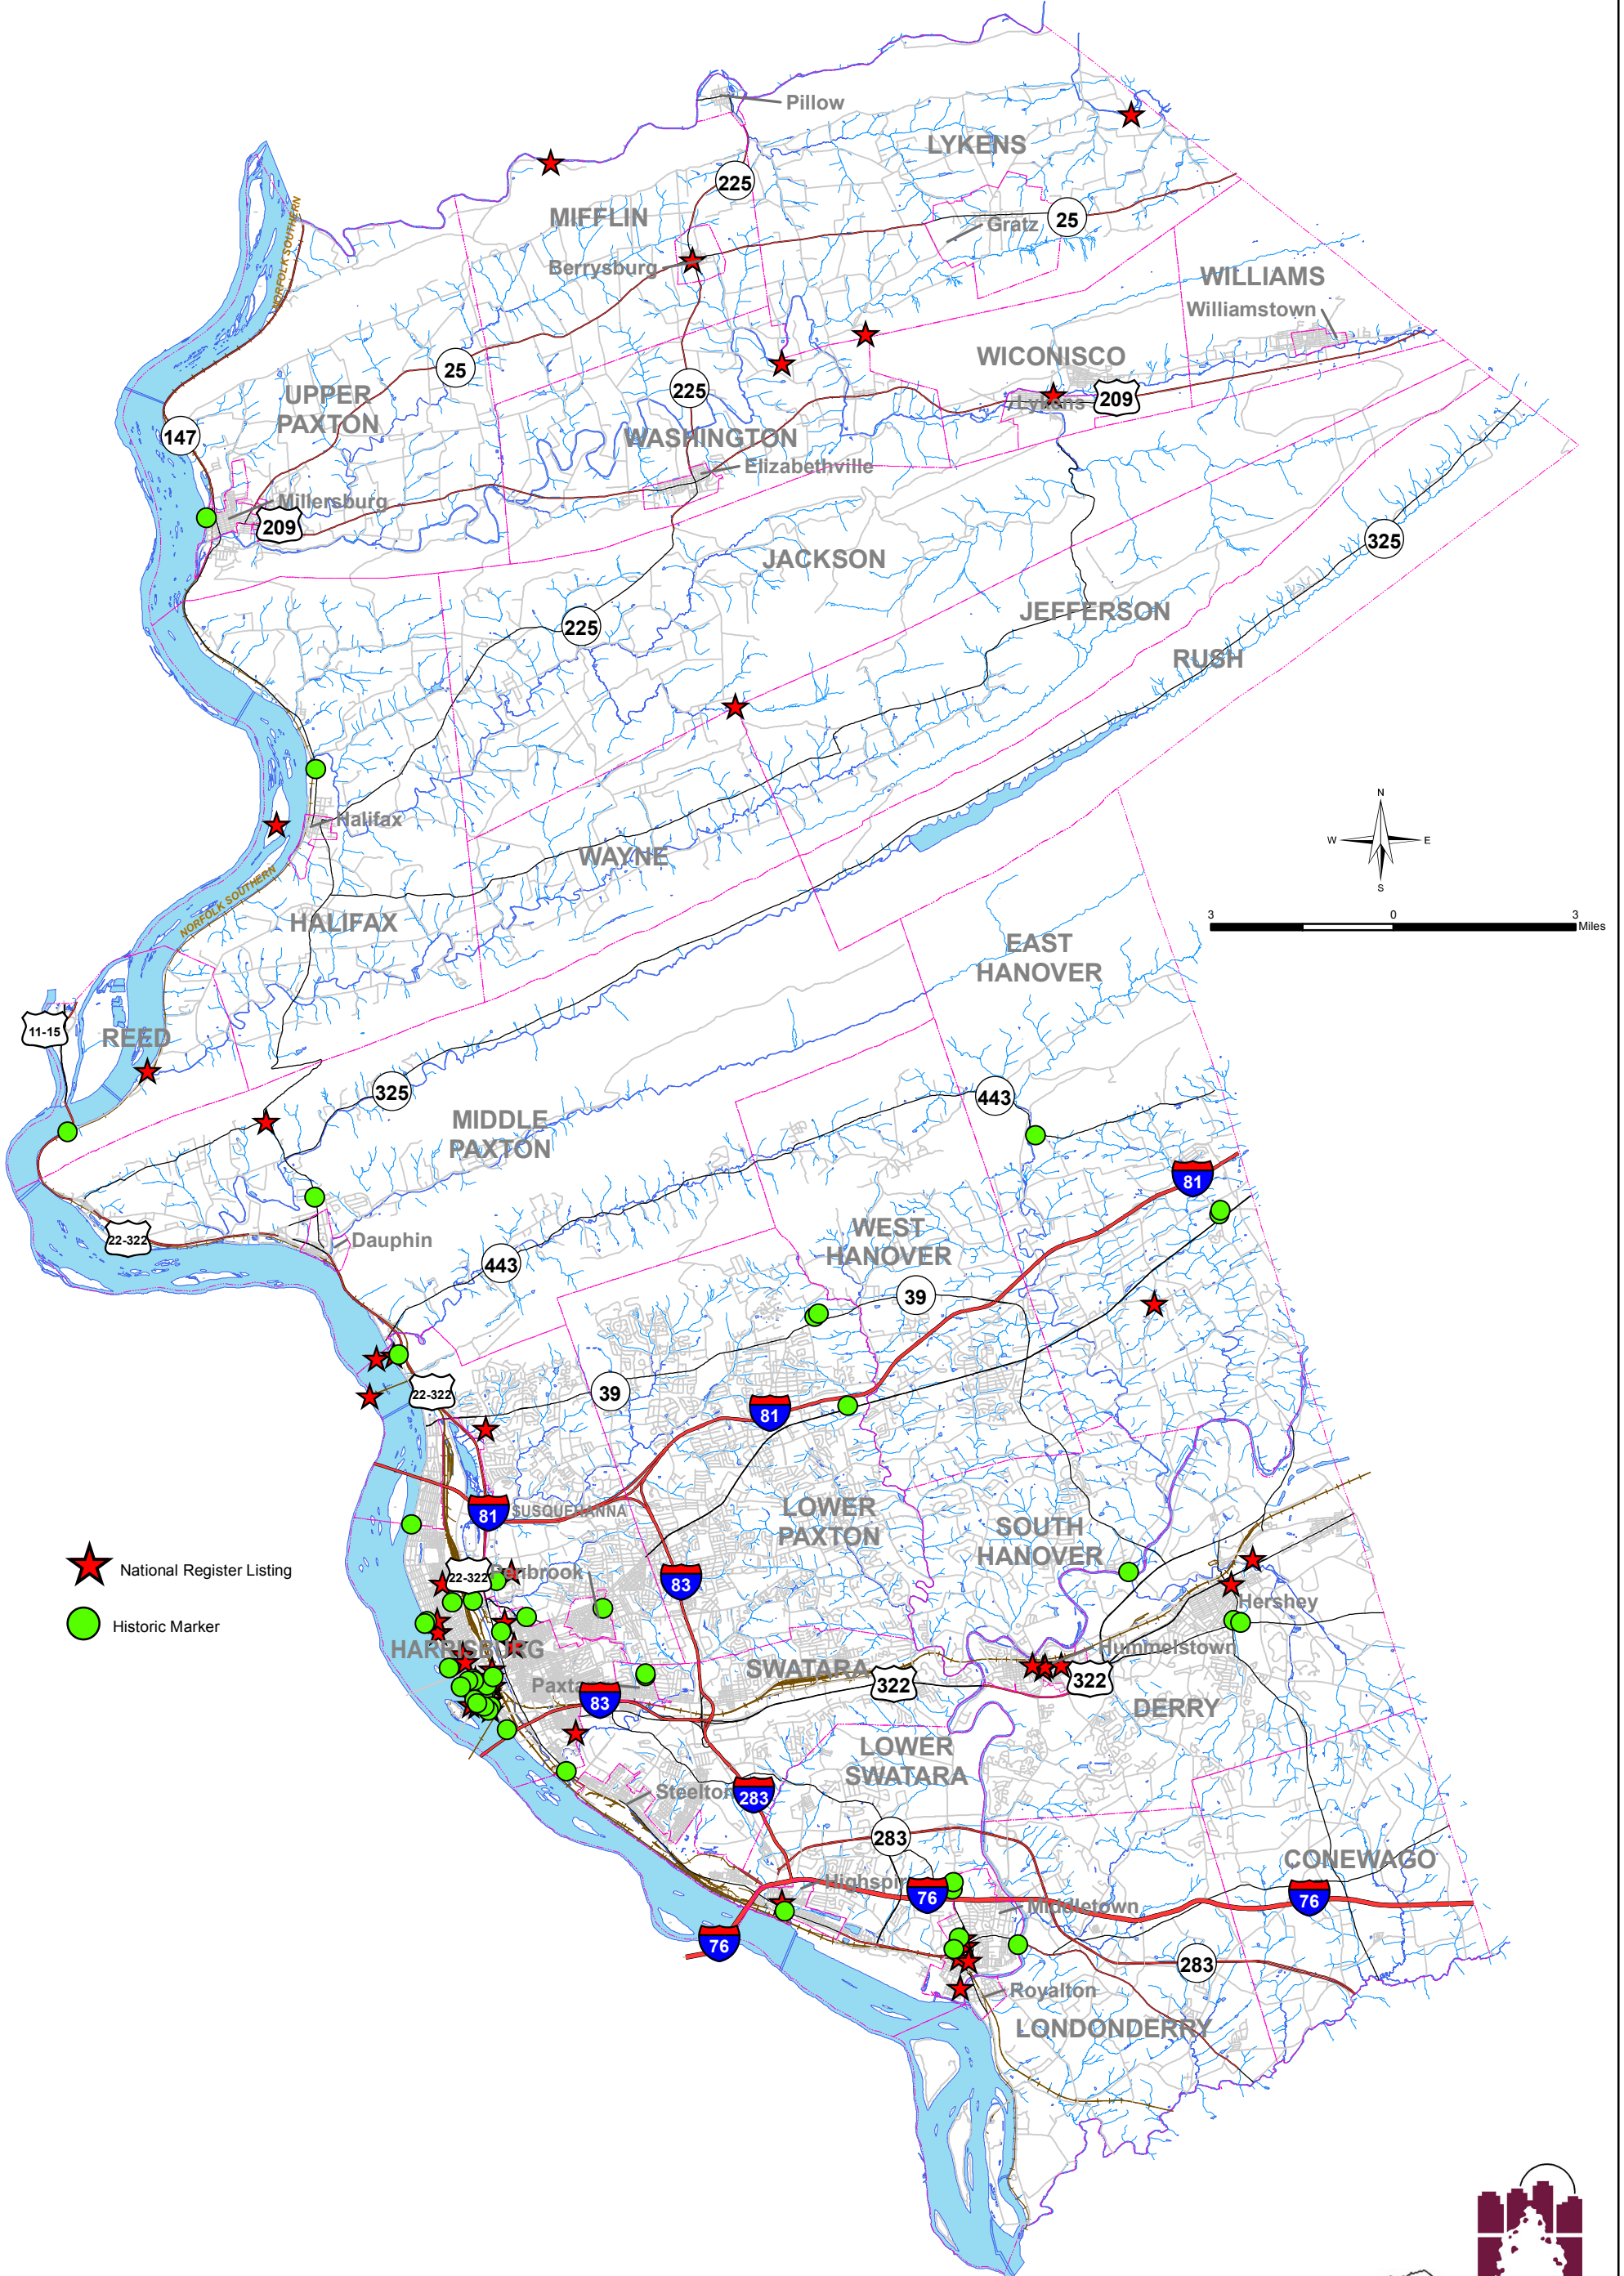 Pillow
LYKENS
225
MIFFLIN
25
Gratz
NORFOLK SOUTHERN
Berrysburg
WILLIAMS
Williamstown
WICONISCO
25
UPPER
PAXTON
225
209
Lykens
147
WASHINGTON
Elizabethville
Millersburg
209
325
JACKSON
JEFFERSON
225
RUSH
N
Halifax
W
E
WAYNE
S
NORFOLK SOUTHERN
HALIFAX
3
0
3
Miles
EAST
HANOVER
11-15
REED
325
443
MIDDLE
PAXTON
81
22-322
Dauphin
WEST
HANOVER
443
39
22-322
39
81
81
SUSQUEHANNA
LOWER
PAXTON
SOUTH
HANOVER
National Register Listing
22-322
Penbrook
83
Hershey
Historic Marker
HARRISBURG
Hummelstown
SWATARA
322
322
83
DERRY
LOWER
SWATARA
Steelton
283
283
CONEWAGO
76
76
Middletown
76
283
Royalton
LONDONDERRY